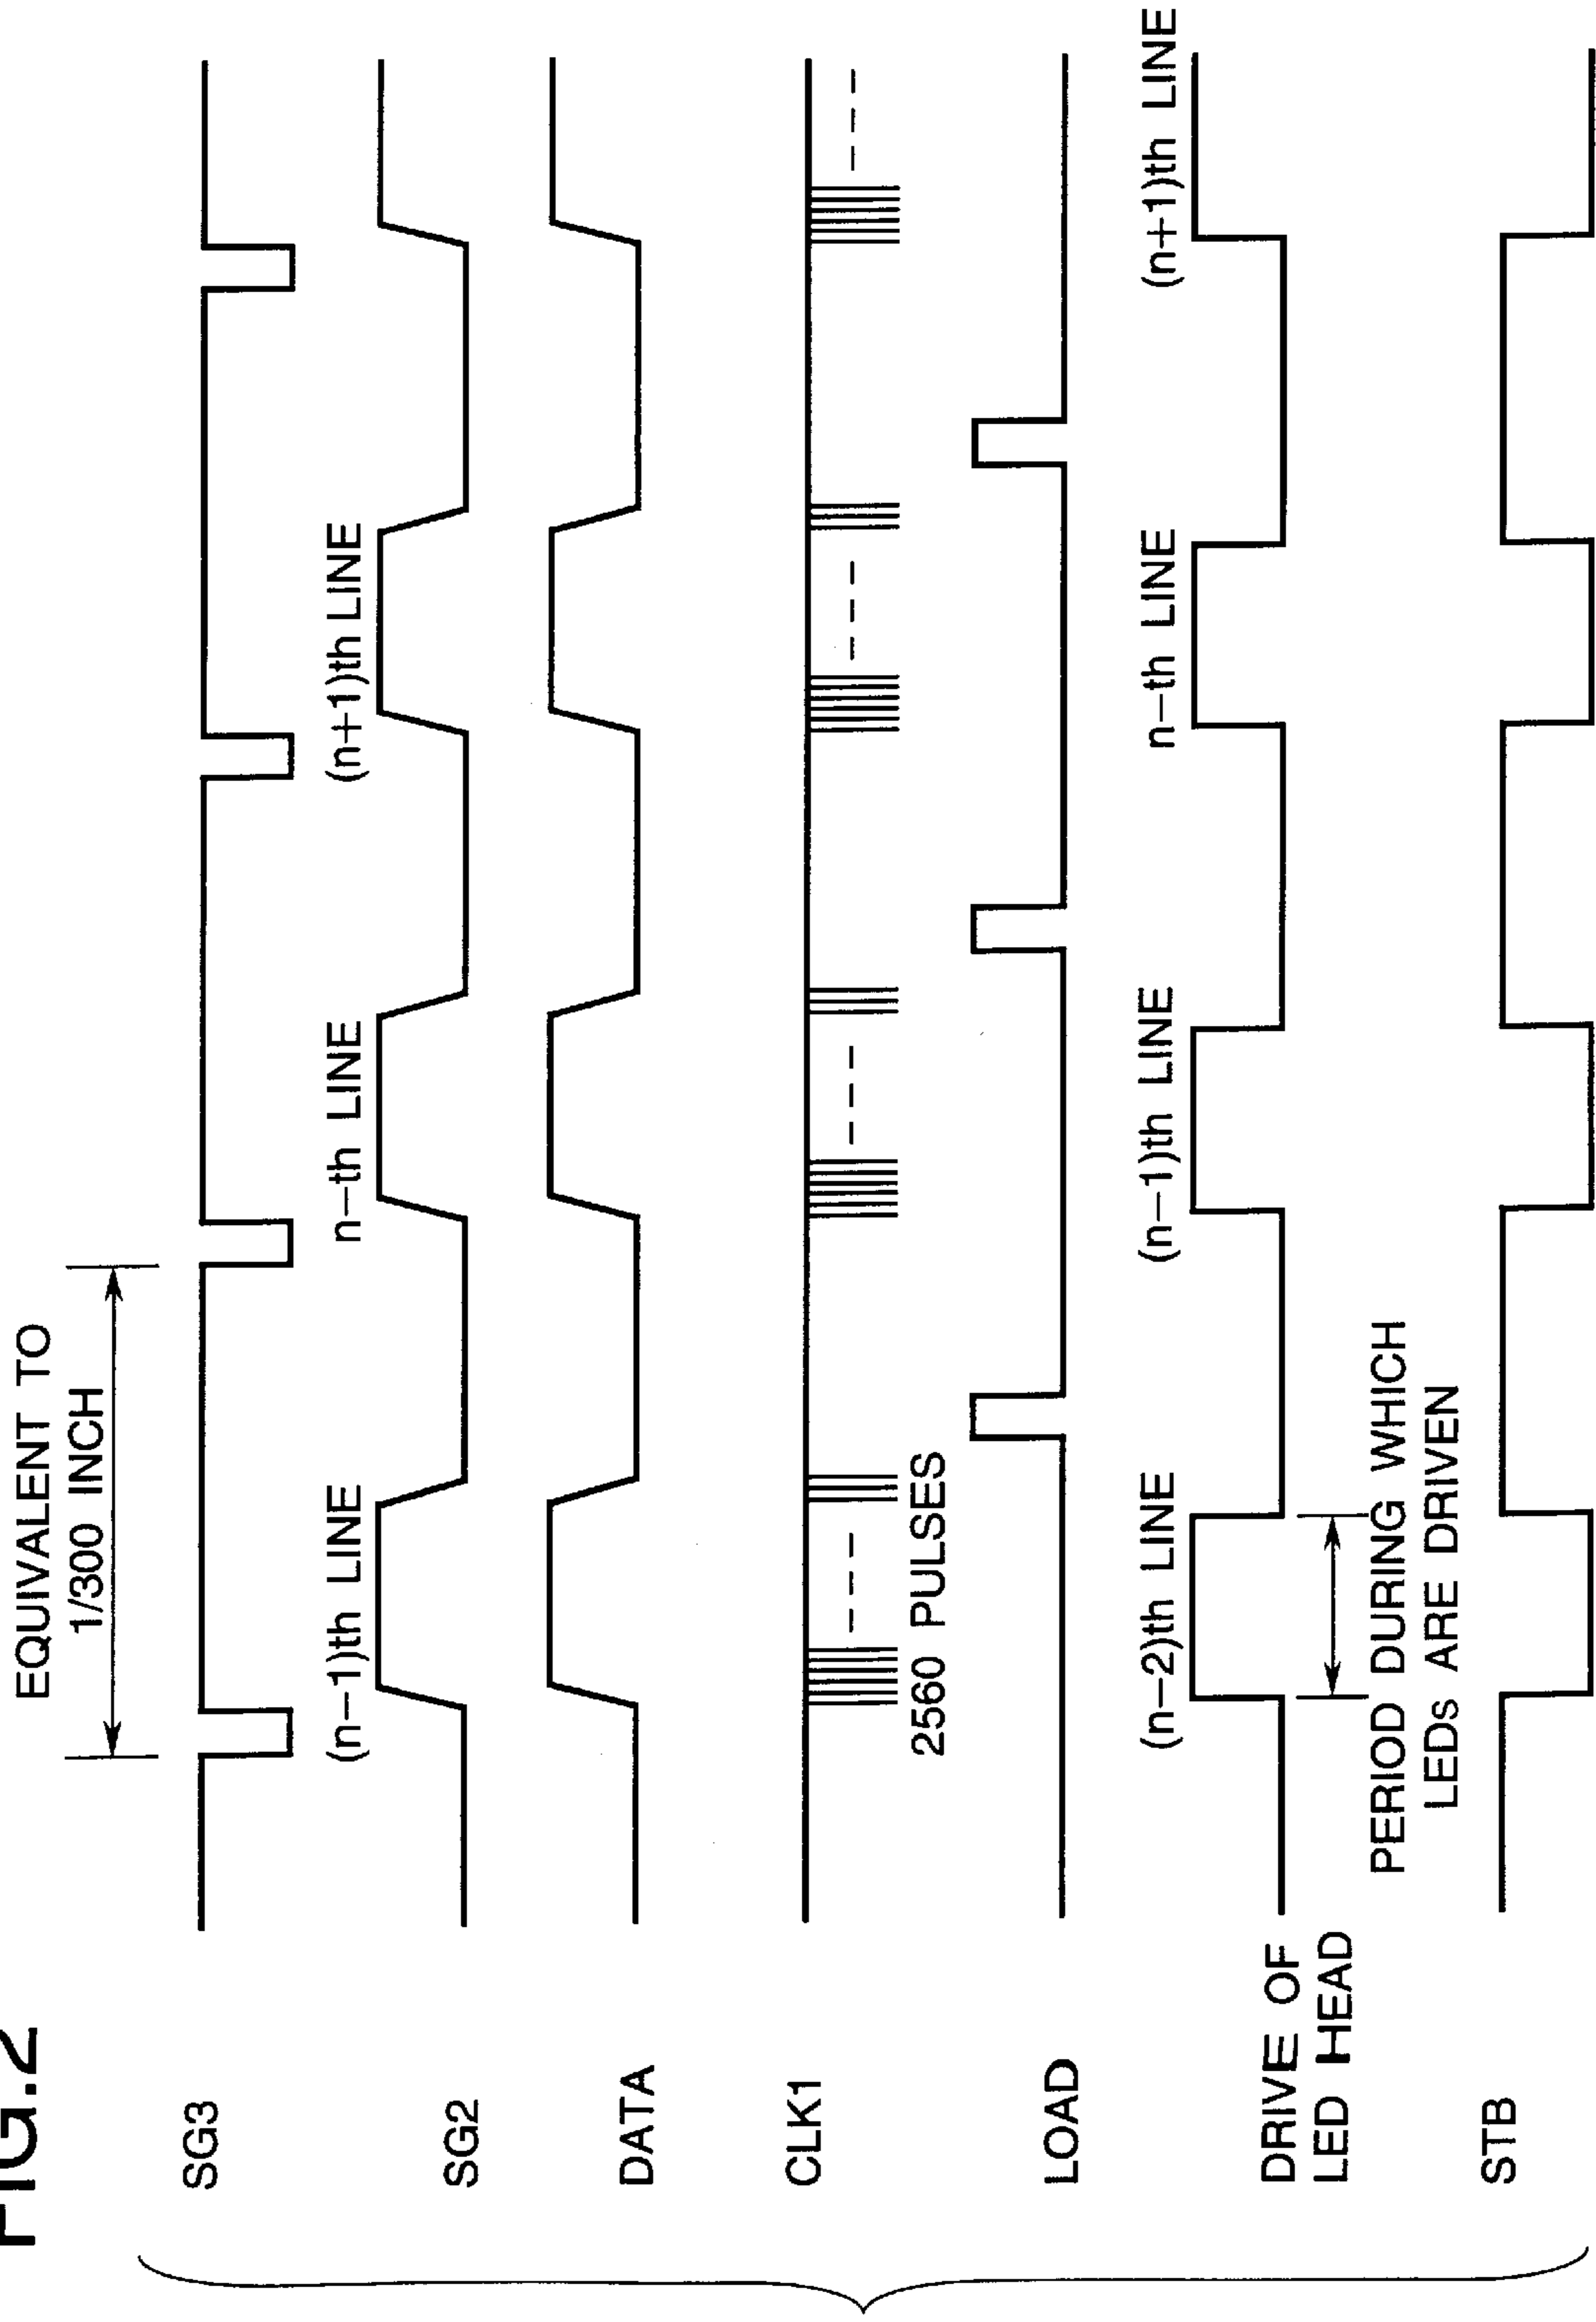 FIG.2
EQUIVALENT TO
1/300 INCH
SG3
(n−1)th LINE
n−th LINE
(n+1)th LINE
SG2
DATA
CLK1
2560 PULSES
LOAD
(n−2)th LINE
(n−1)th LINE
n−th LINE
(n+1)th LINE
DRIVE OF
LED HEAD
PERIOD DURING WHICH
LEDs ARE DRIVEN
STB